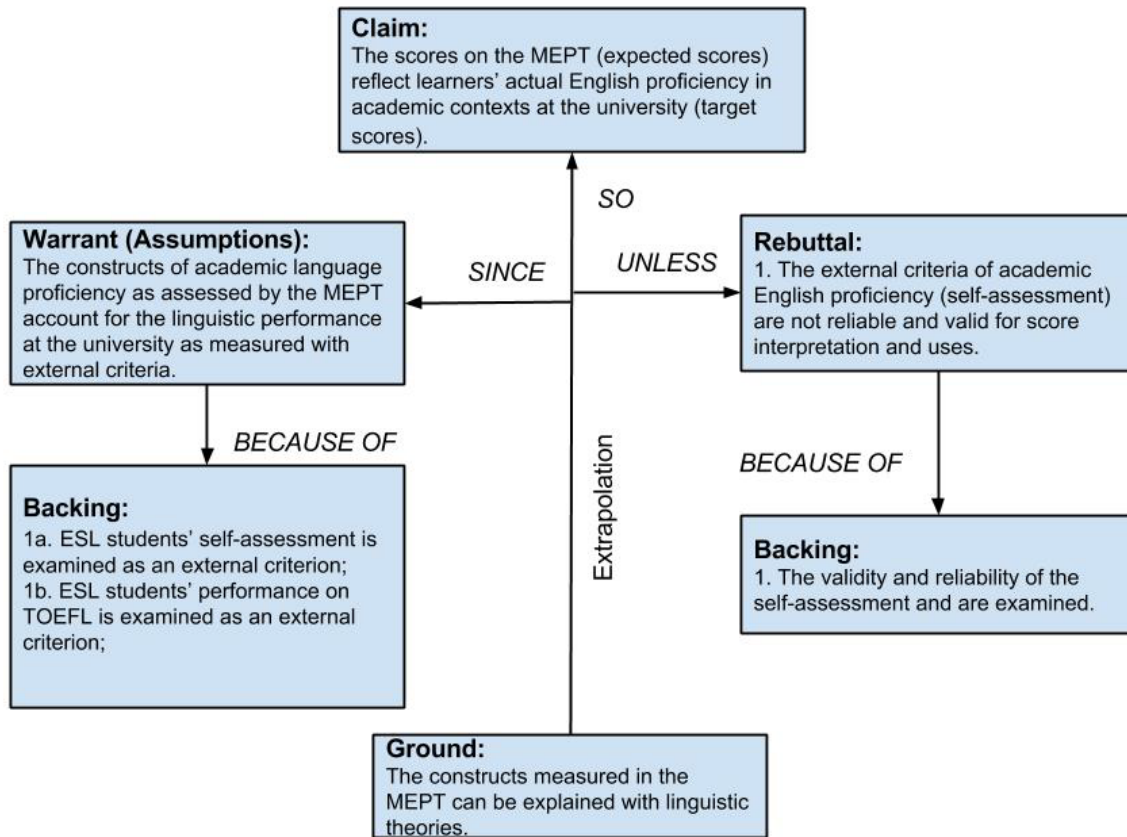 Claim:
The scores on the MEPT (expected scores)
reflect learners' actual English proficiency in
academic contexts at the university (target
scores).
SO
Warrant (Assumptions):
The constructs of academic language
proficiency as assessed by the MEPT
account for the linguistic performance
at the university as measured with
external criteria.
SINCE
UNLESS
Rebuttal:
1. The external criteria of academic
English proficiency (self-assessment)
are not reliable and valid for score
interpretation and uses.
BECAUSE OF
BECAUSE OF
Backing:
1a. ESL students' self-assessment is
examined as an external criterion;
1b. ESL students' performance on
TOEFL is examined as an external
criterion;
Extrapolation
Backing:
1. The validity and reliability of the
self-assessment and are examined.
Ground:
The constructs measured in the
MEPT can be explained with linguistic
theories.